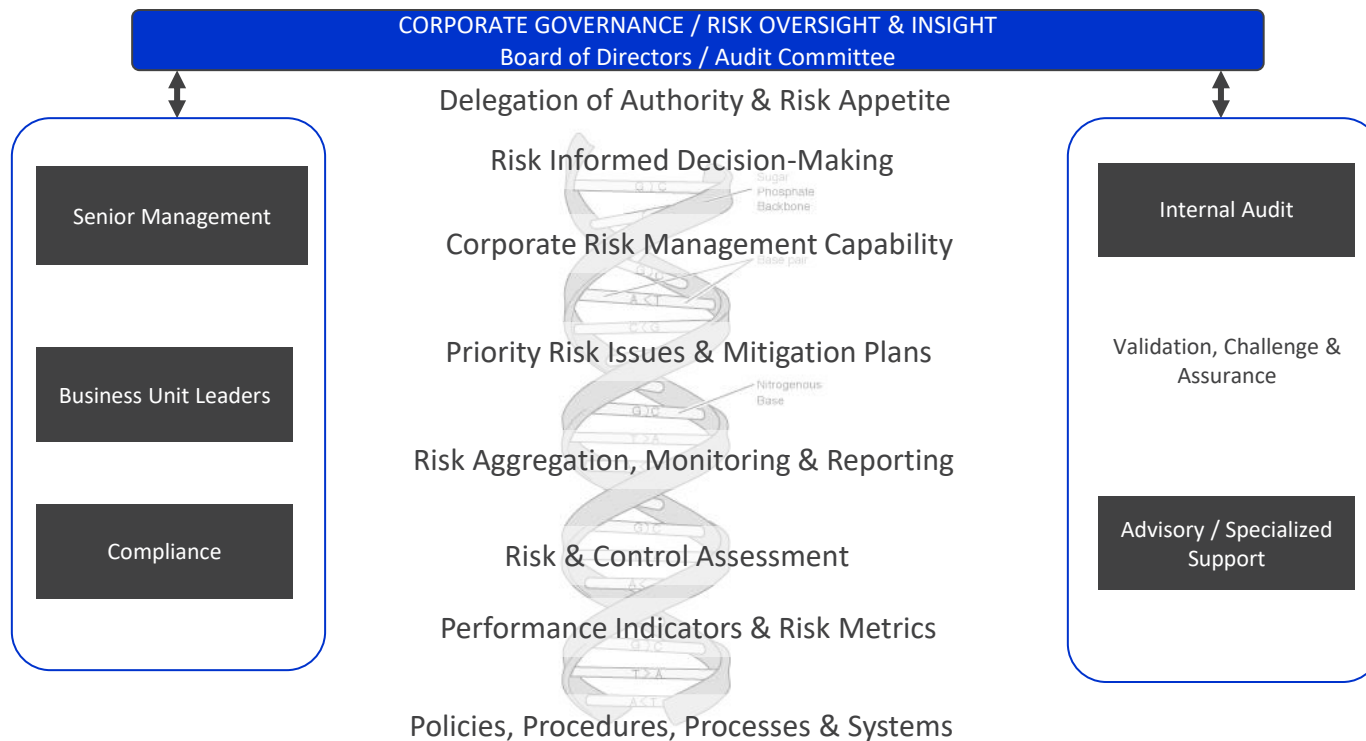 CORPORATE GOVERNANCE / RISK OVERSIGHT & INSIGHT
Board of Directors / Audit Committee
Delegation of Authority & Risk Appetite
Risk Informed Decision-Making
Sugar
Phosphate
Backbone
G C
Senior Management
Internal Audit
Corporate Risk Management Capability
Base pair
G C
A T
C G
Priority Risk Issues & Mitigation Plans
Validation, Challenge &
Assurance
Business Unit Leaders
Nitrogenous
Base
G C
T A
Risk Aggregation, Monitoring & Reporting
G C
Compliance
Advisory / Specialized
Support
Risk & Control Assessment
Performance Indicators & Risk Metrics
G C
T A
A T
Policies, Procedures, Processes & Systems